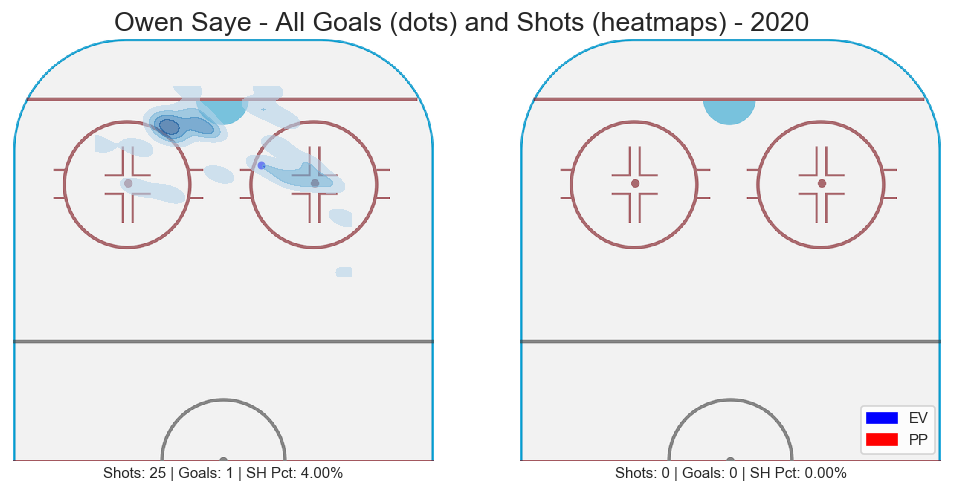 Owen Saye - All Goals (dots) and Shots (heatmaps) - 2020
EV
PP
Shots: 25 | Goals: 1 | SH Pct: 4.00%
Shots: 0 | Goals: 0 | SH Pct: 0.00%